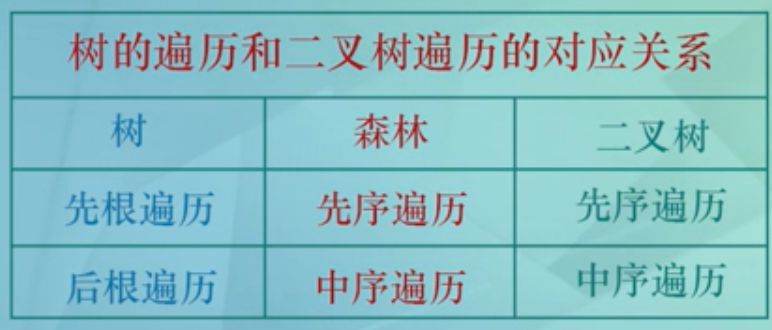 树的遍历和二叉树遍历的对应关系
树 森林 二叉树
先根遍历 先序遍历 先序遍历
后根遍历 中序遍历 中序遍历